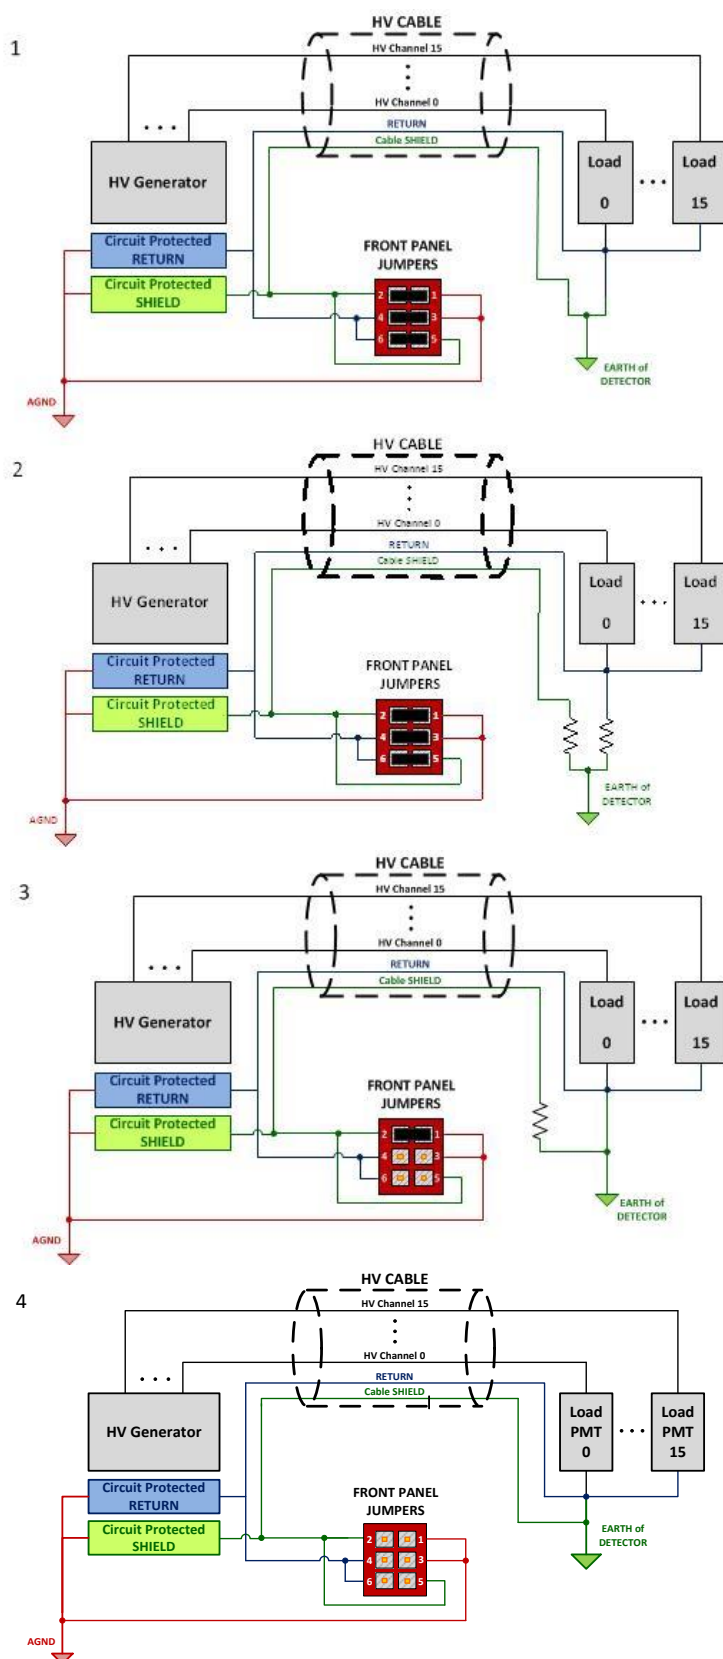 1
HV CABLE
HV Channel 15
HV Channel 0
RETURN
Cable SHIELD
HV Generator
Load
0
Load
15
Circuit Protected
RETURN
Circuit Protected
SHIELD
FRONT PANEL
JUMPERS
2 1
4 3
6 5
EARTH of
DETECTOR
AGND
2
HV CABLE
HV Channel 15
HV Channel 0
RETURN
Cable SHIELD
HV Generator
Load
0
Load
15
Circuit Protected
RETURN
Circuit Protected
SHIELD
FRONT PANEL
JUMPERS
2 1
4 3
6 5
EARTH of
DETECTOR
AGND
3
HV CABLE
HV Channel 15
HV Channel 0
RETURN
Cable SHIELD
HV Generator
Load
0
Load
15
Circuit Protected
RETURN
Circuit Protected
SHIELD
FRONT PANEL
JUMPERS
2 1
4 3
6 5
EARTH of
DETECTOR
AGND
4
HV CABLE
HV Channel 15
HV Channel 0
RETURN
Cable SHIELD
HV Generator
Load
PMT
0
Load
PMT
15
Circuit Protected
RETURN
Circuit Protected
SHIELD
FRONT PANEL
JUMPERS
2 1
4 3
6 5
EARTH of
DETECTOR
AGND